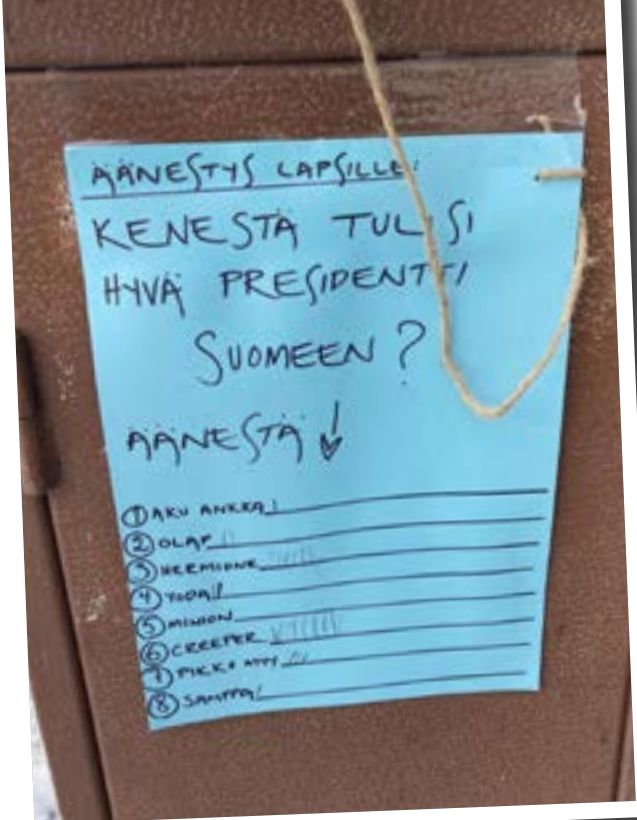 ÄÄNESTYS LAPSILLE:
KENESTÄ TULISI
HYVÄ PRESIDENTTI
SUOMEEN?
ÄÄNESTÄ ↓
① AKU ANKKA
② OLAF
③ HERMIONE
④ YODA
⑤ MINION
⑥ CREEPER
⑦ PIKKU MYY
⑧